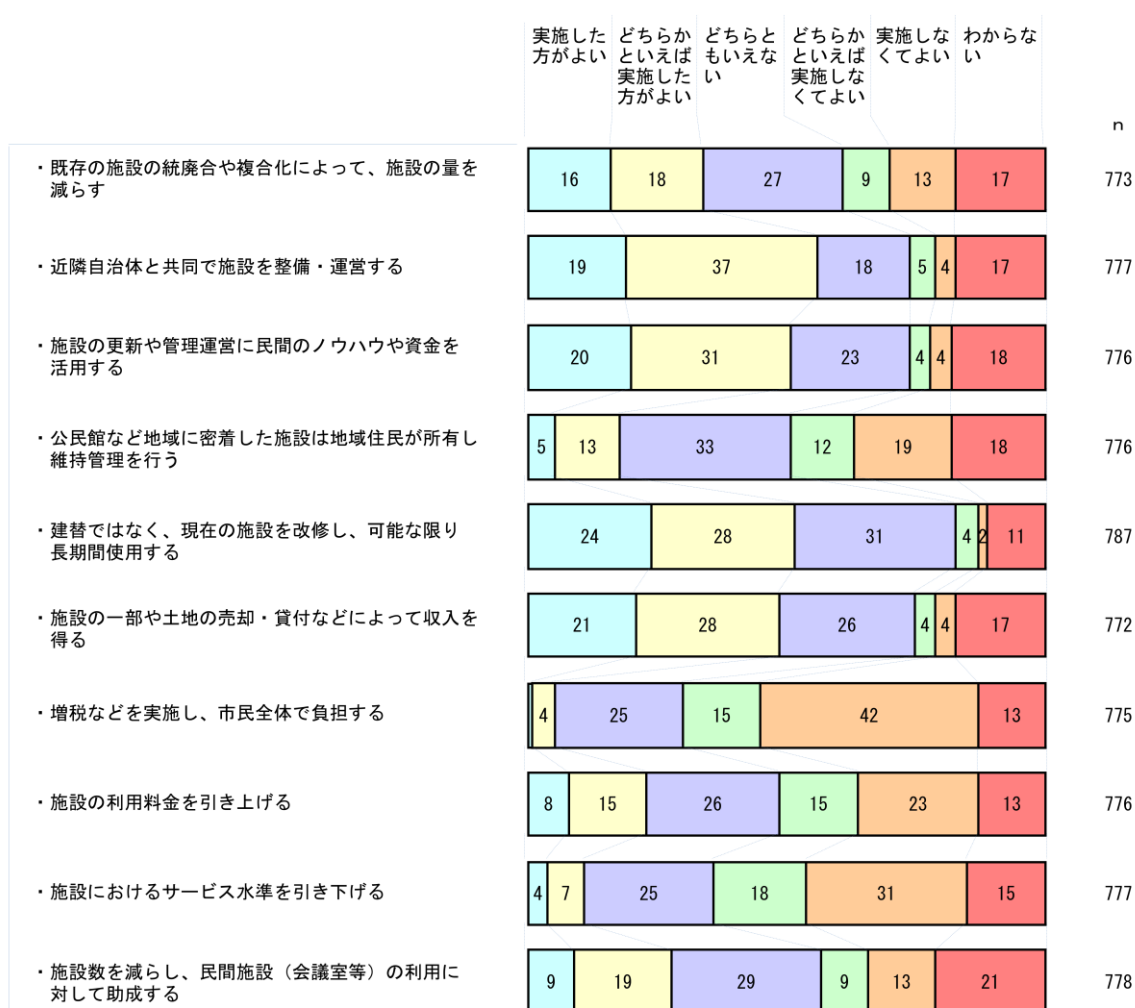 実施した
方がよい
どちらか
といえば
実施した
方がよい
どちらと
もいえな
い
どちらか
といえば
実施しな
くてよい
実施しな
くてよい
わからな
い
n
・既存の施設の統廃合や複合化によって、施設の量を
減らす
16 18 27 9 13 17 773
・近隣自治体と共同で施設を整備・運営する
19 37 18 5 4 17 777
・施設の更新や管理運営に民間のノウハウや資金を
活用する
20 31 23 4 4 18 776
・公民館など地域に密着した施設は地域住民が所有し
維持管理を行う
5 13 33 12 19 18 776
・建替ではなく、現在の施設を改修し、可能な限り
長期間使用する
24 28 31 4 2 11 787
・施設の一部や土地の売却・貸付などによって収入を
得る
21 28 26 4 4 17 772
・増税などを実施し、市民全体で負担する
4 25 15 42 13 775
・施設の利用料金を引き上げる
8 15 26 15 23 13 776
・施設におけるサービス水準を引き下げる
4 7 25 18 31 15 777
・施設数を減らし、民間施設（会議室等）の利用に
対して助成する
9 19 29 9 13 21 778